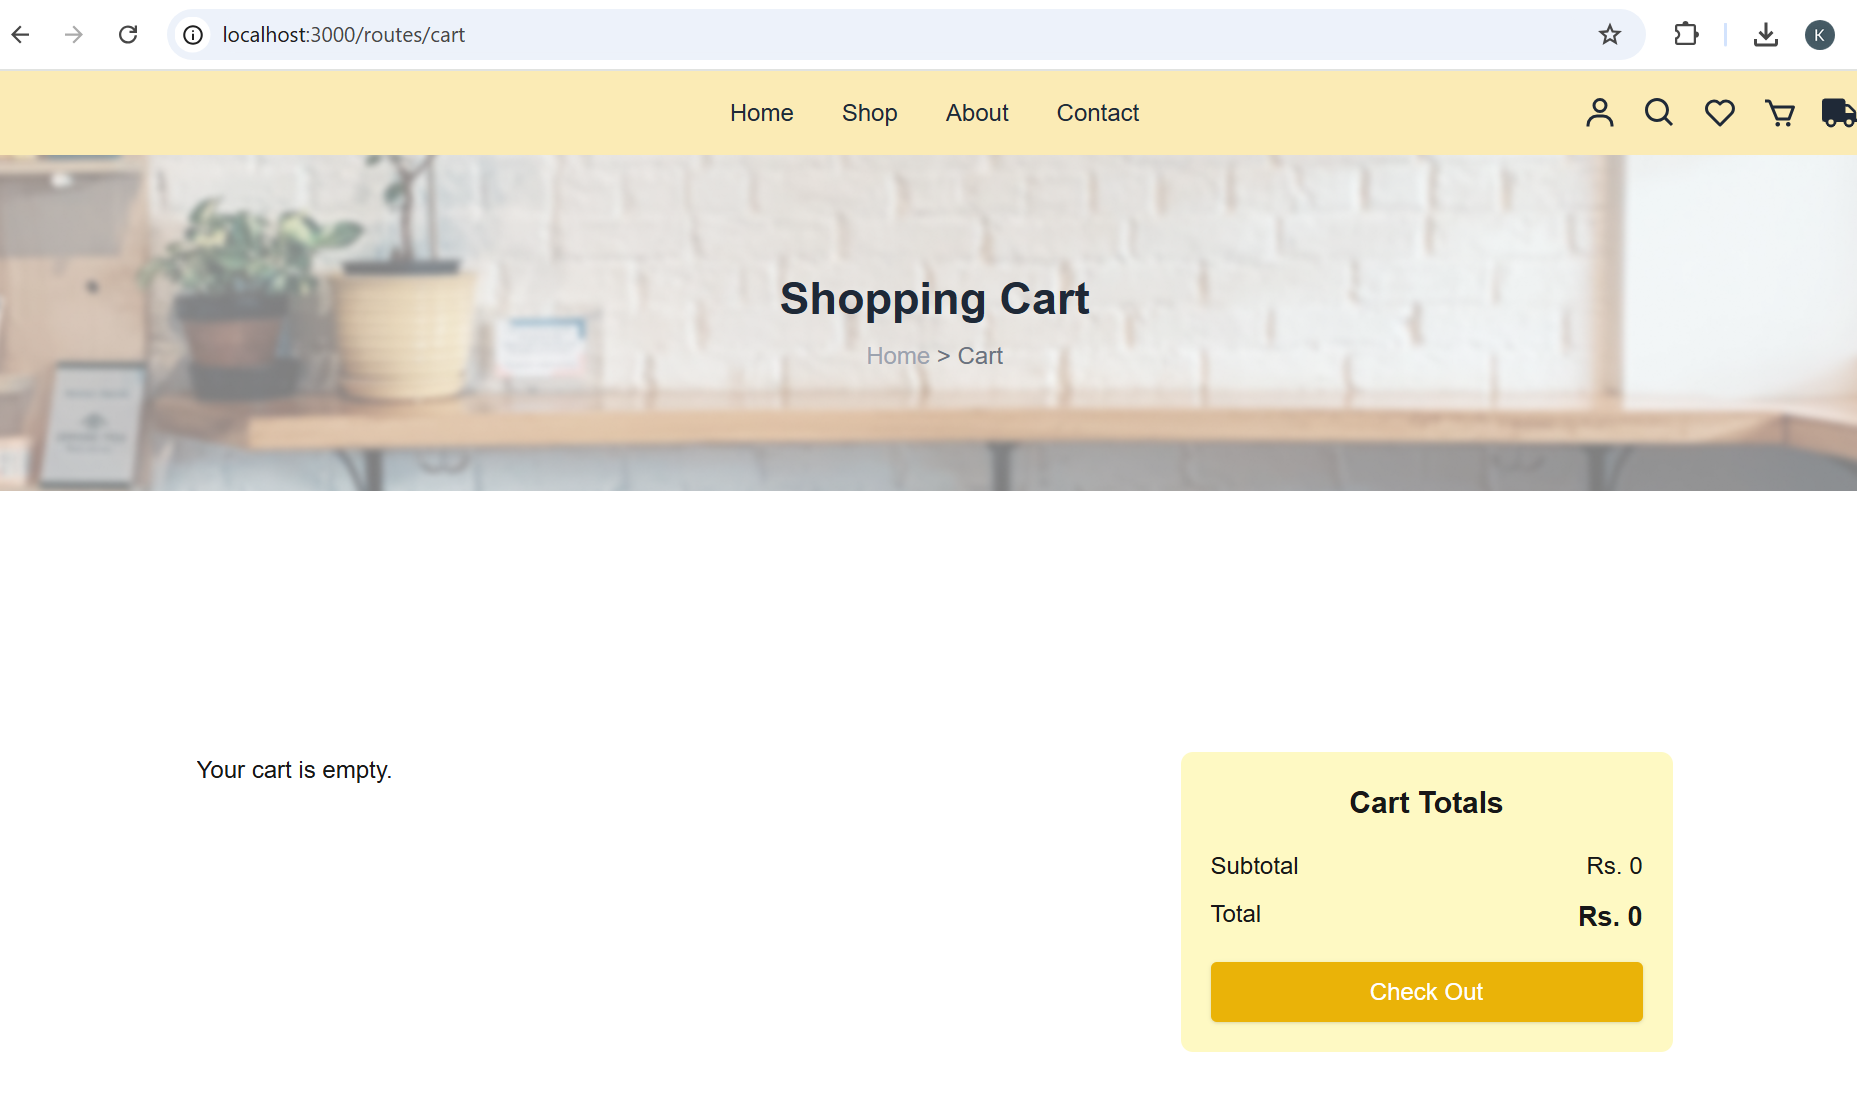 localhost:3000/routes/cart
K
Home Shop About Contact
Shopping Cart
Home > Cart
Your cart is empty.
Cart Totals
Subtotal Rs. 0
Total Rs. 0
Check Out